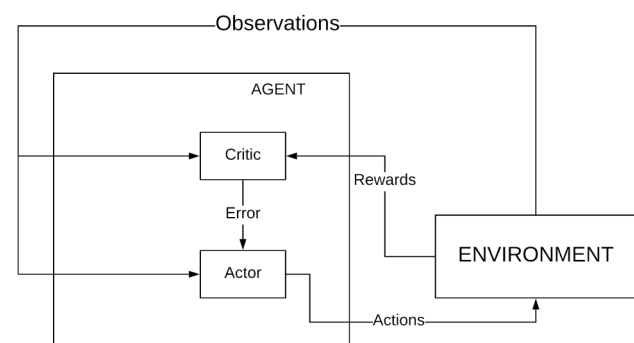 Observations
AGENT
Critic
Rewards
Error
ENVIRONMENT
Actor
Actions